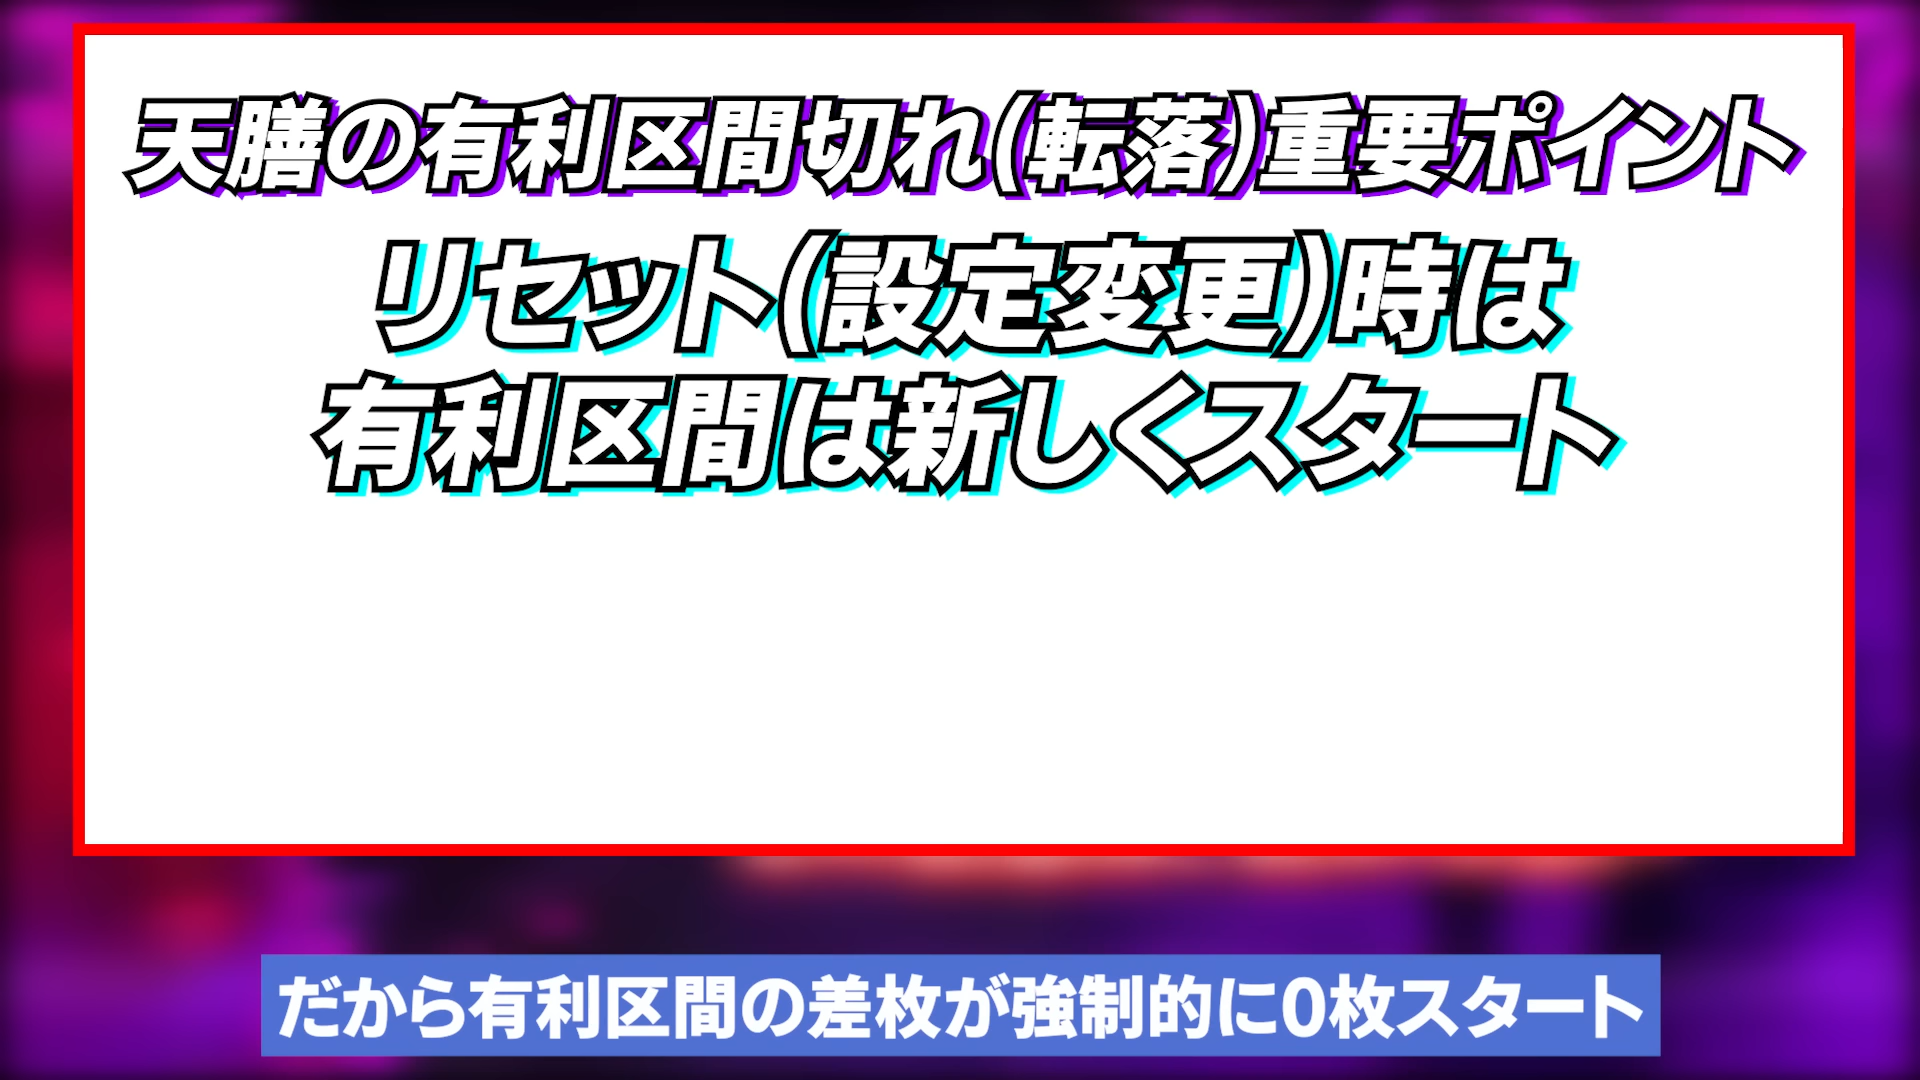 天膳の有利区間切れ(転落)重要ポイント
リセット(設定変更)時は
有利区間は新しくスタート
だから有利区間の差枚が強制的に0枚スタート